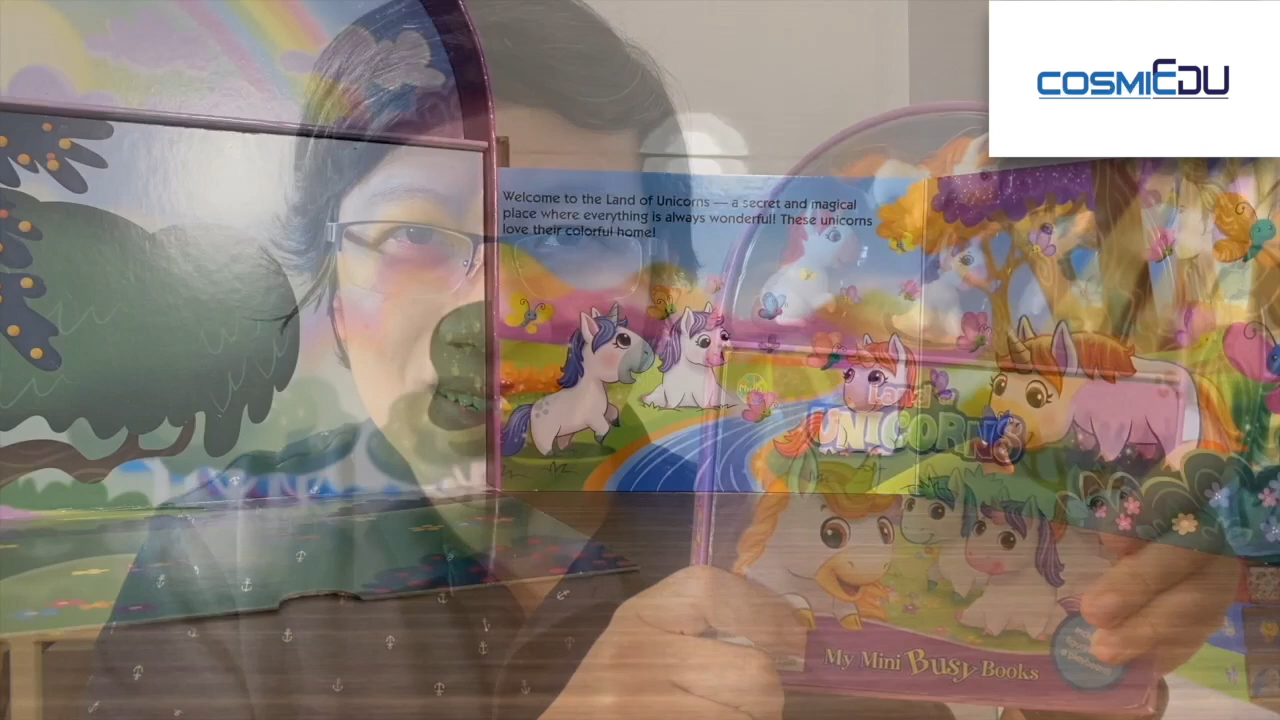 COSMIEDU
Welcome to the Land of Unicorns — a secret and magical
place where everything is always wonderful! These unicorns
love their colorful home!
Land of
UNICORNS
My Mini Busy Books